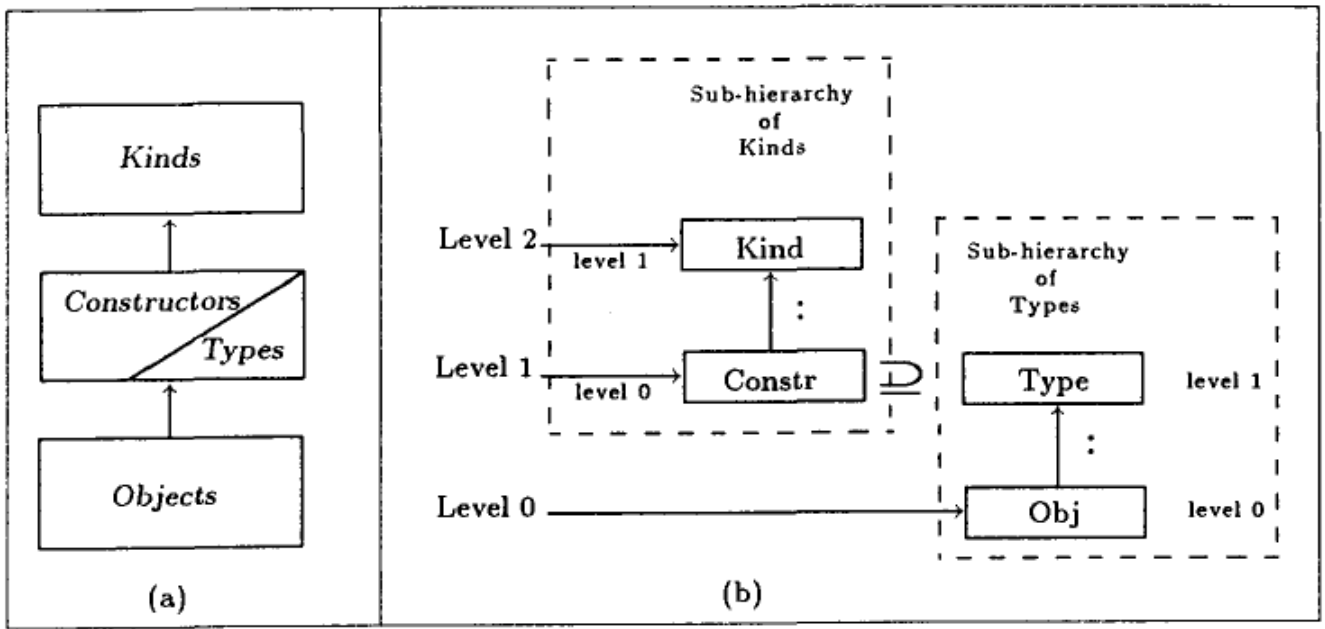 Kinds
Constructors
Types
Objects
(a)
Sub-hierarchy
of
Kinds
Level 2
level 1
Kind
:
Level 1
level 0
Constr
⊇
Sub-hierarchy
of
Types
Type
level 1
:
Level 0
Obj
level 0
(b)